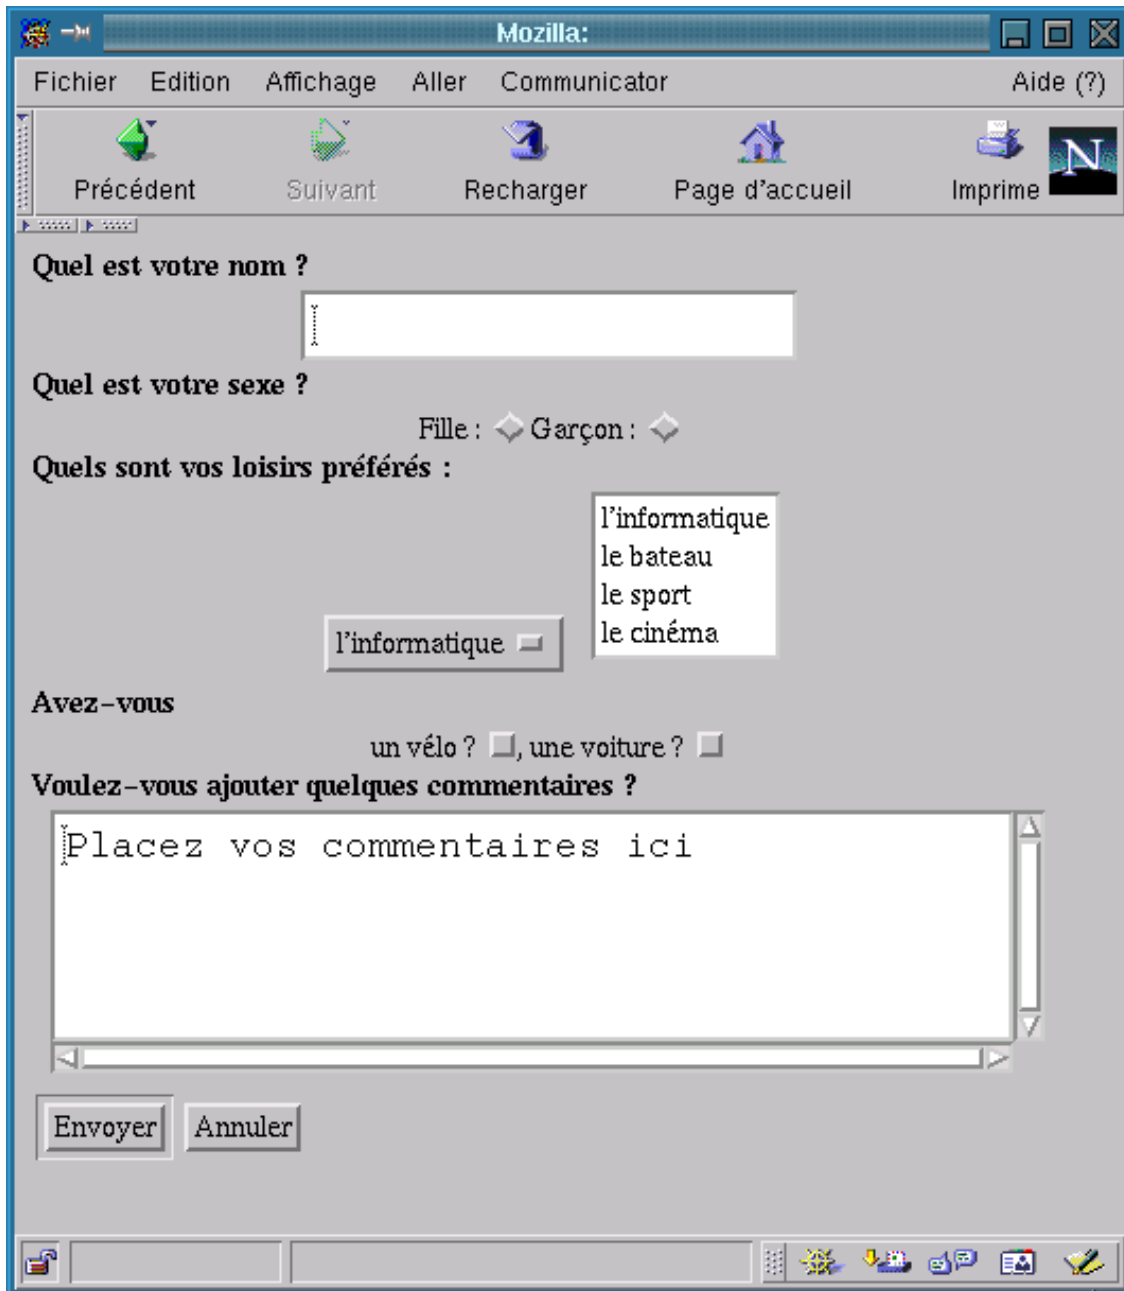 Mozilla:
Fichier Edition Affichage Aller Communicator Aide (?)
N
Précédent Suivant Recharger Page d'accueil Imprime
Quel est votre nom ?
Quel est votre sexe ?
Fille : Garçon :
Quels sont vos loisirs préférés :
l'informatique
le bateau
le sport
le cinéma
l'informatique
Avez-vous
un vélo ? , une voiture ?
Voulez-vous ajouter quelques commentaires ?
Placez vos commentaires ici
Envoyer Annuler